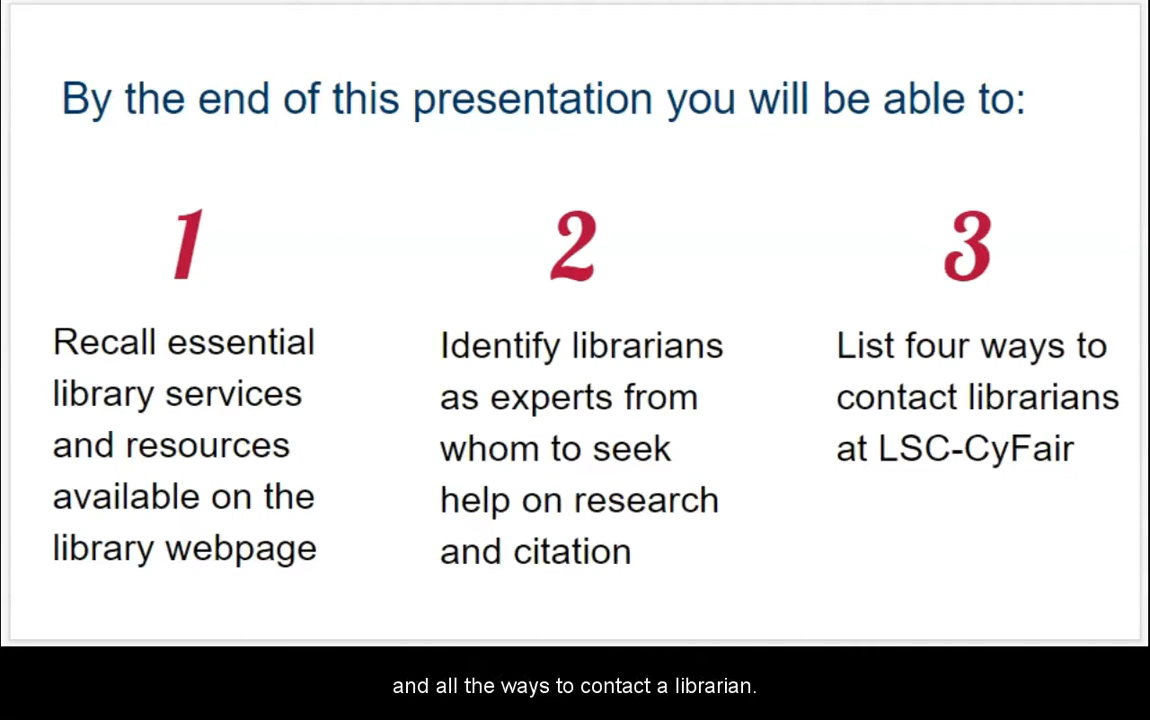 By the end of this presentation you will be able to:
1
Recall essential
library services
and resources
available on the
library webpage
2
Identify librarians
as experts from
whom to seek
help on research
and citation
3
List four ways to
contact librarians
at LSC-CyFair
and all the ways to contact a librarian.